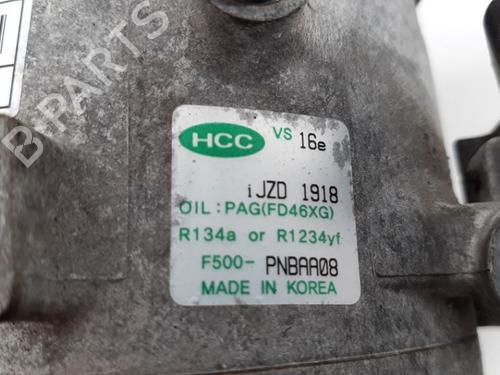 B-PARTS
HCC VS 16e
iJZD 1918
OIL : PAG(FD46XG)
R134a or R1234yf
F500- PNBAA08
MADE IN KOREA